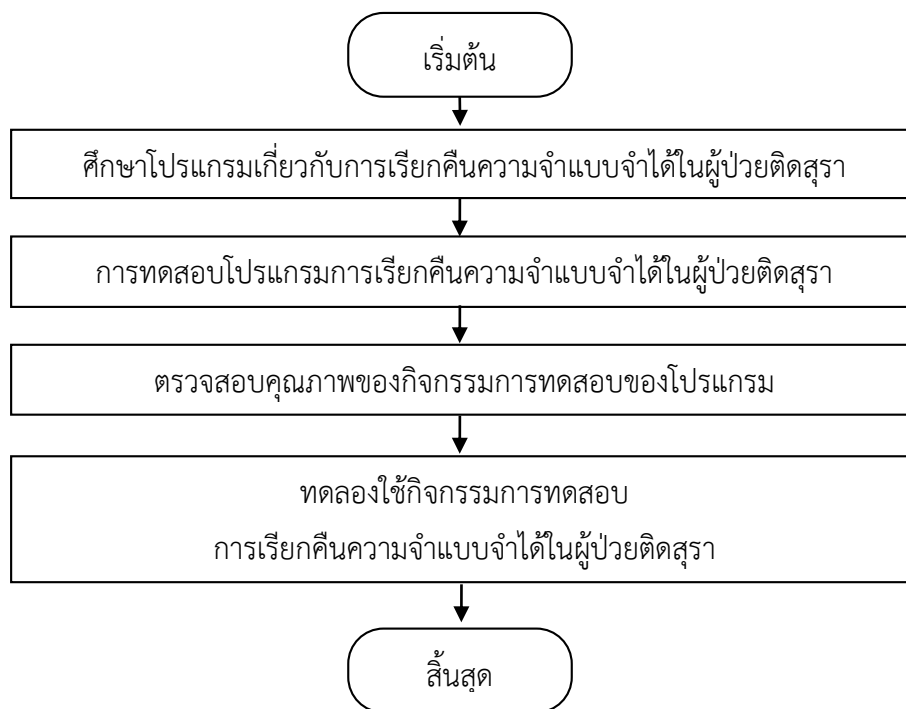 เริ่มต้น
ศึกษาโปรแกรมเกี่ยวกับการเรียกคืนความจำแบบจำได้ในผู้ป่วยติดสุรา
การทดสอบโปรแกรมการเรียกคืนความจำแบบจำได้ในผู้ป่วยติดสุรา
ตรวจสอบคุณภาพของกิจกรรมการทดสอบของโปรแกรม
ทดลองใช้กิจกรรมการทดสอบ
การเรียกคืนความจำแบบจำได้ในผู้ป่วยติดสุรา
สิ้นสุด